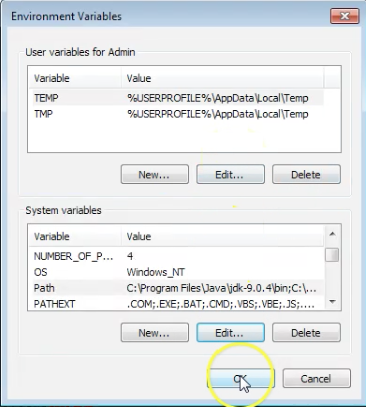 Environment Variables
User variables for Admin
Variable Value
TEMP %USERPROFILE%\AppData\Local\Temp
TMP %USERPROFILE%\AppData\Local\Temp
New... Edit... Delete
System variables
Variable Value
NUMBER_OF_P... 4
OS Windows_NT
Path C:\Program Files\Java\jdk-9.0.4\bin;C:\...
PATHEXT .COM;.EXE;.BAT;.CMD;.VBS;.VBE;.JS;....
New... Edit... Delete
OK Cancel